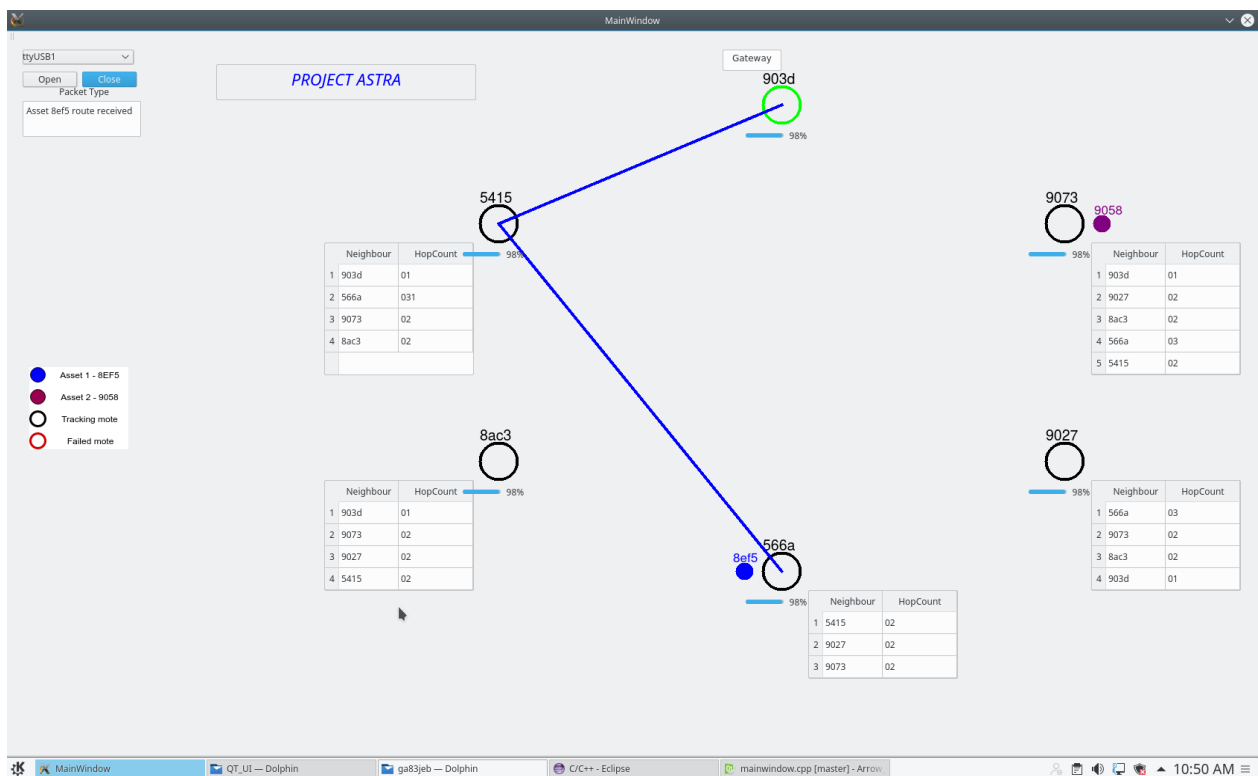 MainWindow
ttyUSB1
Open Close
Packet Type
Asset 8ef5 route received
PROJECT ASTRA
Gateway
903d
98%
5415
98%
Neighbour HopCount
1 903d 01
2 566a 031
3 9073 02
4 8ac3 02
9073
9058
98%
Neighbour HopCount
1 903d 01
2 9027 02
3 8ac3 02
4 566a 03
5 5415 02
Asset 1 - 8EF5
Asset 2 - 9058
Tracking mote
Failed mote
8ac3
98%
Neighbour HopCount
1 903d 01
2 9073 02
3 9027 02
4 5415 02
9027
98%
Neighbour HopCount
1 566a 03
2 9073 02
3 8ac3 02
4 903d 01
566a
8ef5
98%
Neighbour HopCount
1 5415 02
2 9027 02
3 9073 02
MainWindow QT_UI — Dolphin ga83jeb — Dolphin C/C++ - Eclipse mainwindow.cpp [master] - Arrow 10:50 AM